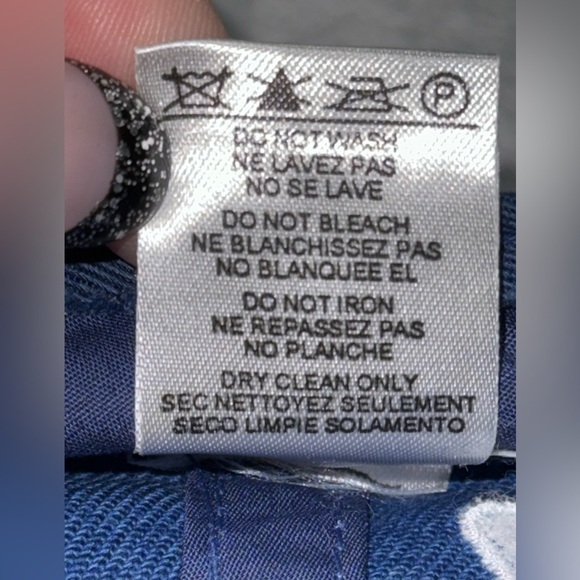 P
DO NOT WASH
NE LAVEZ PAS
NO SE LAVE
DO NOT BLEACH
NE BLANCHISSEZ PAS
NO BLANQUEE EL
DO NOT IRON
NE REPASSEZ PAS
NO PLANCHE
DRY CLEAN ONLY
SEC NETTOYEZ SEULEMENT
SECO LIMPIE SOLAMENTO